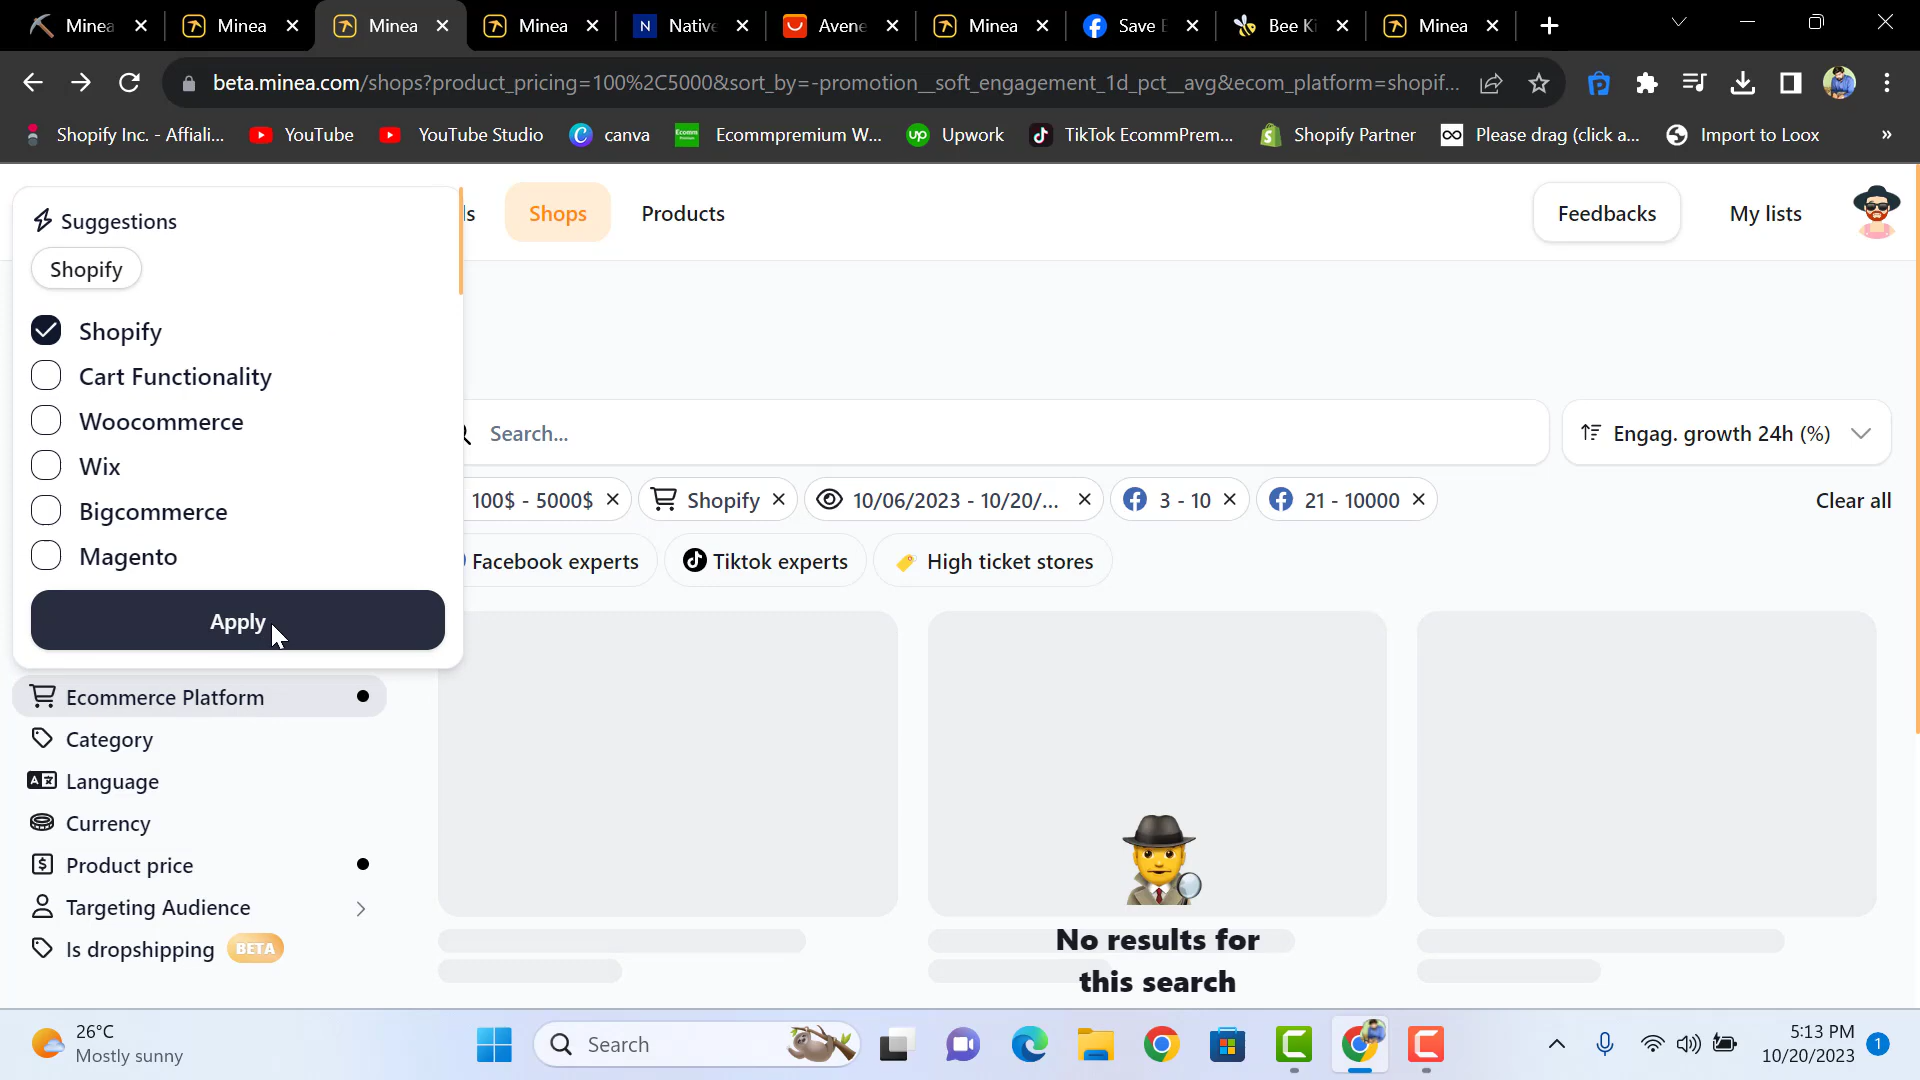 Minea
Minea
Minea
Minea
Native
Avene
Minea
Save
Bee Ki
Minea
beta.minea.com/shops?product_pricing=100%2C5000&sort_by=-promotion__soft_engagement_1d_pct__avg&ecom_platform=shopif...
Shopify Inc. - Affiali...
YouTube
YouTube Studio
canva
Ecommpremium W...
Upwork
TikTok EcommPrem...
Shopify Partner
Please drag (click a...
Import to Loox
»
Suggestions
Shopify
Shopify
Cart Functionality
Woocommerce
Wix
Bigcommerce
Magento
Apply
Ecommerce Platform
Category
Language
Currency
Product price
Targeting Audience
Is dropshipping BETA
ls
Shops
Products
Feedbacks
My lists
Search...
Engag. growth 24h (%)
100$ - 5000$
Shopify
10/06/2023 - 10/20/...
3 - 10
21 - 10000
Clear all
Facebook experts
Tiktok experts
High ticket stores
No results for
this search
26°C
Mostly sunny
Search
5:13 PM
10/20/2023
1